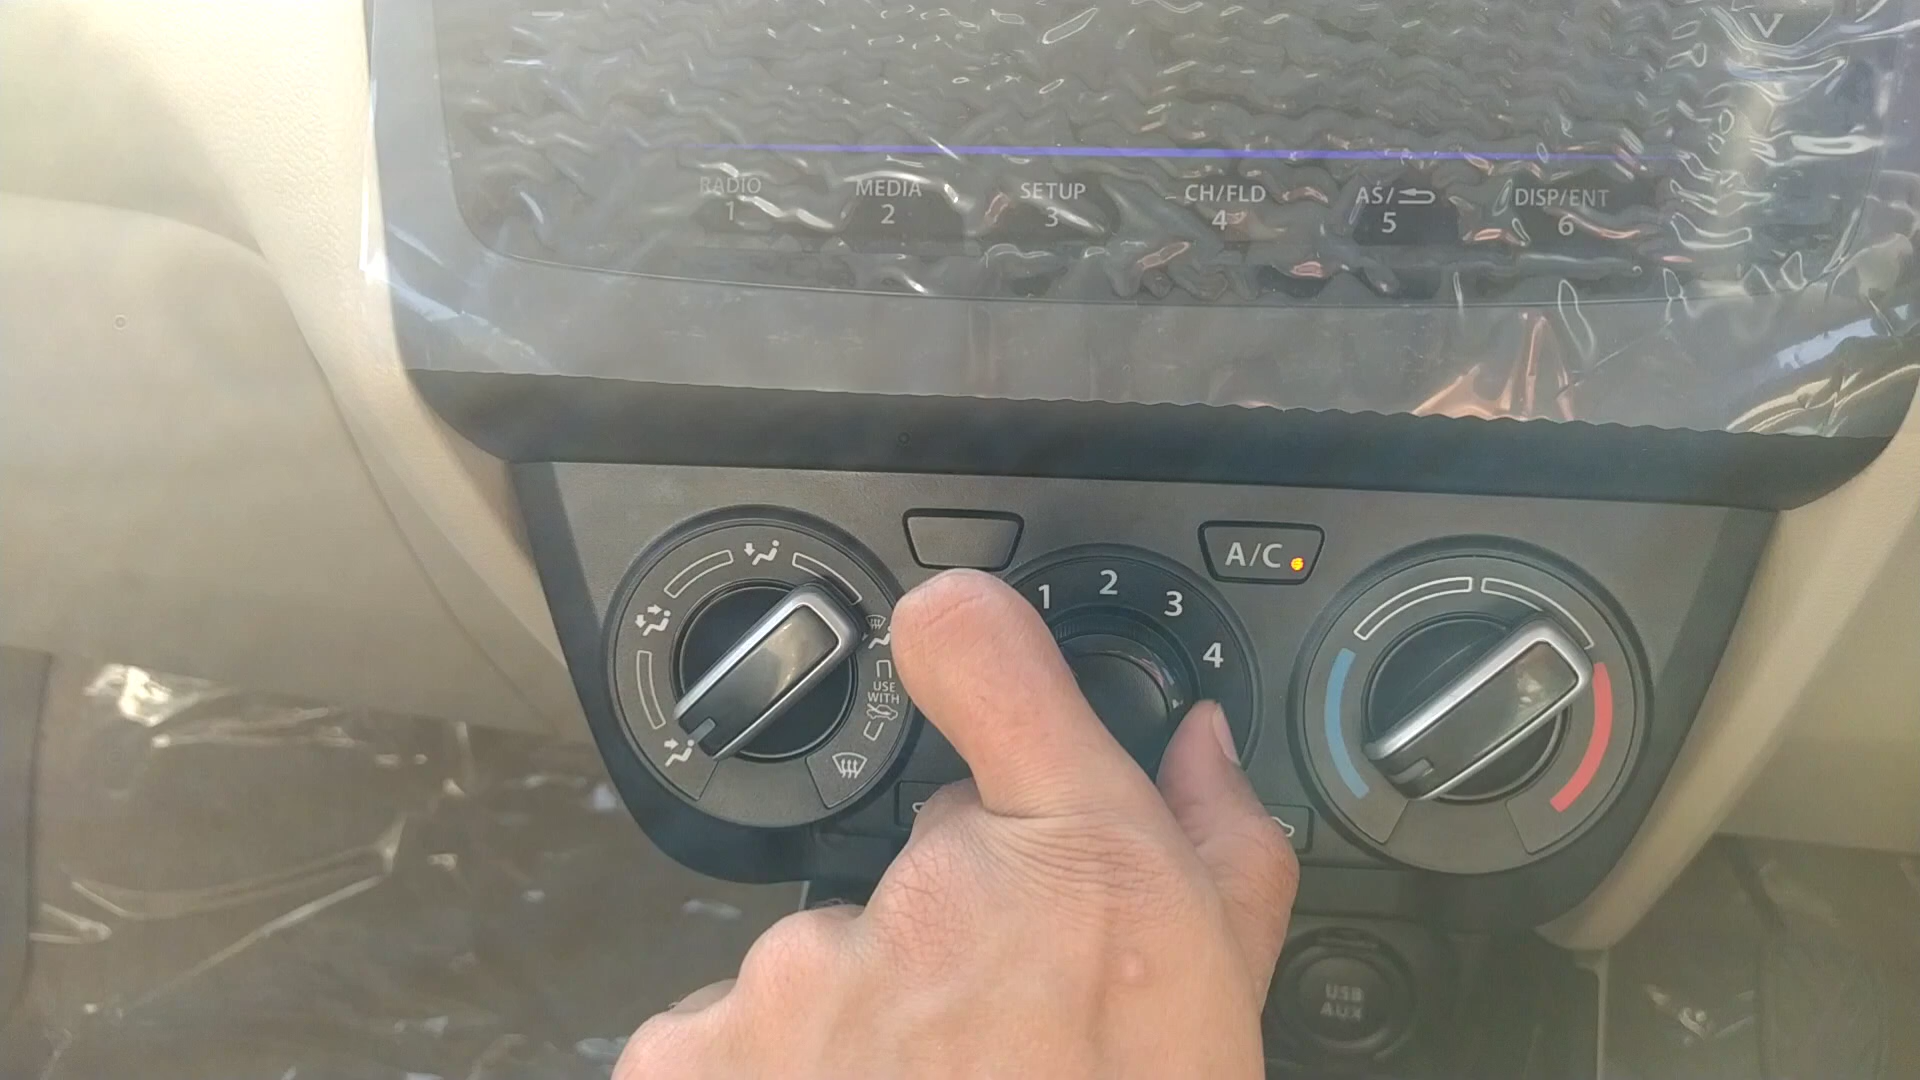 RADIO
1
MEDIA
2
SETUP
3
CH/FLD
4
AS/
5
DISP/ENT
6
A/C
1
2
3
4
USE
WITH
USB
AUX